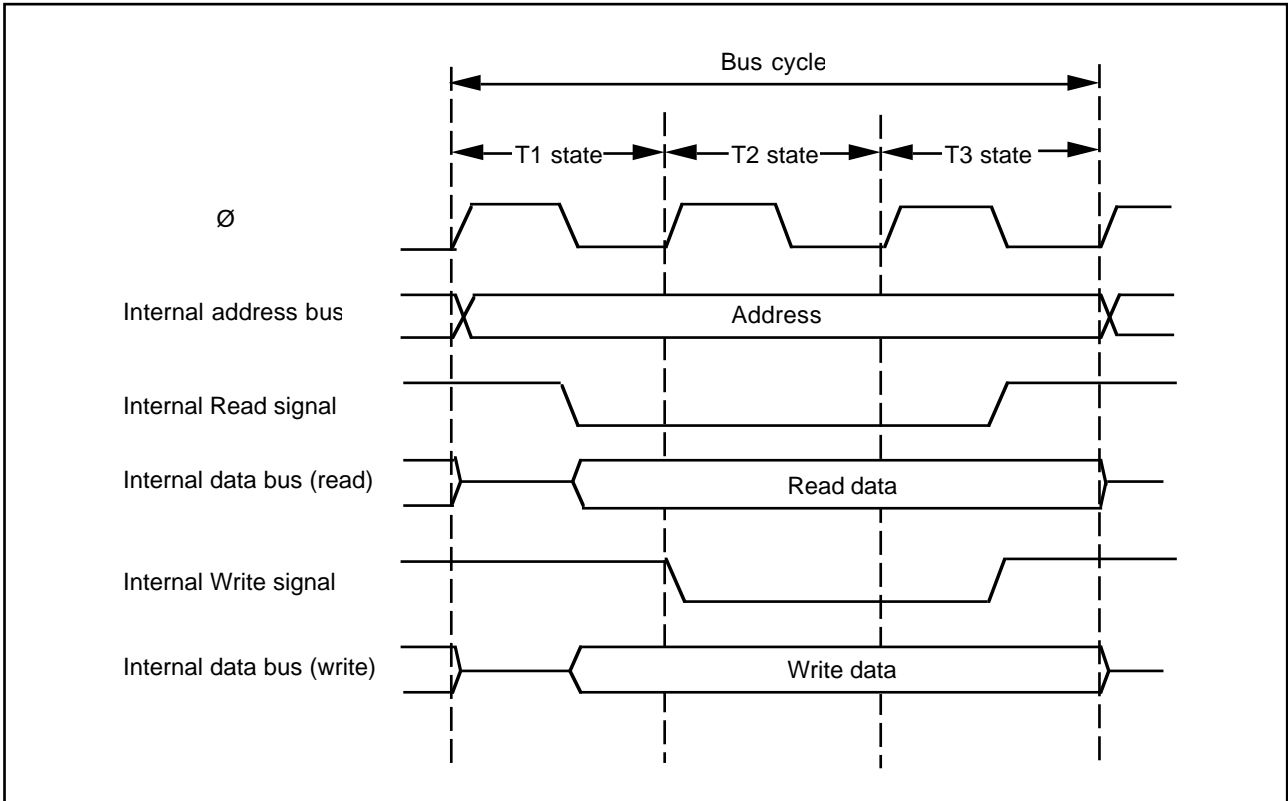 Bus cycle
T1 state T2 state T3 state
Ø
Internal address bus Address
Internal Read signal
Internal data bus (read) Read data
Internal Write signal
Internal data bus (write) Write data